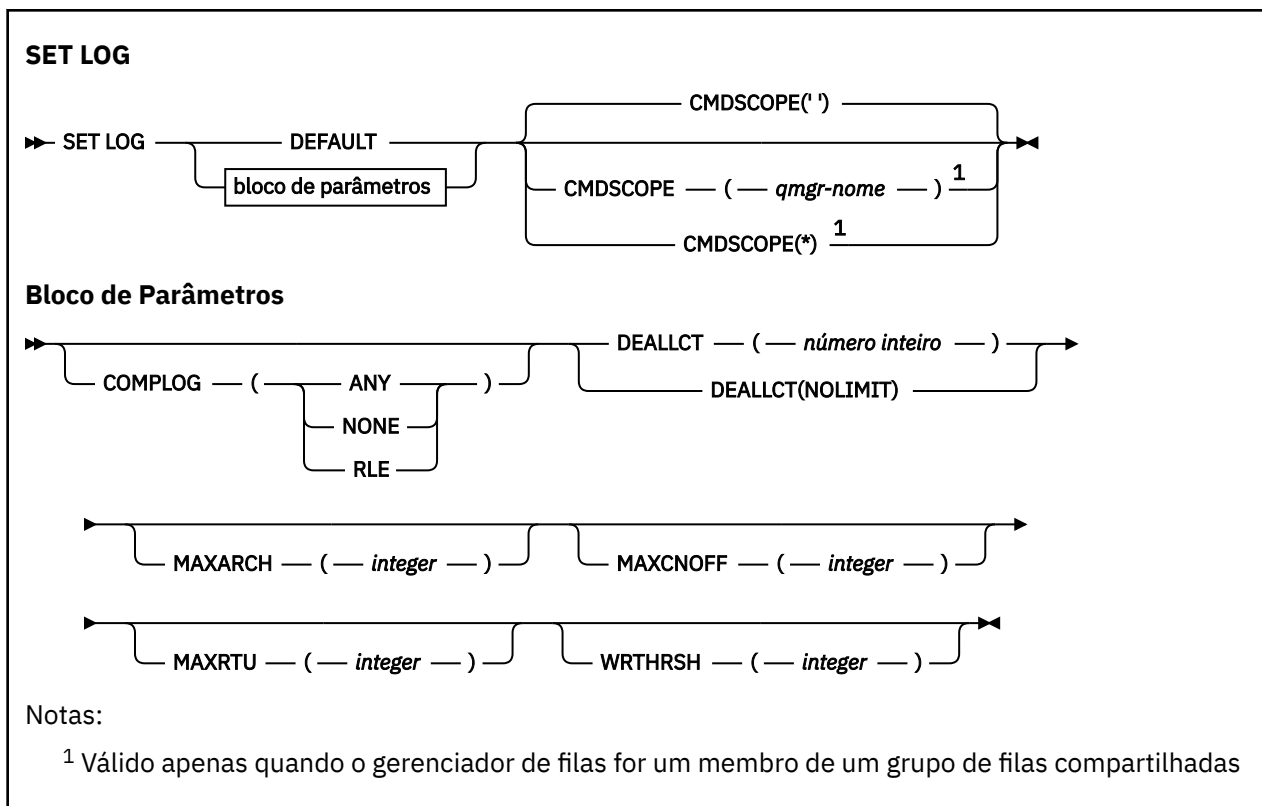 SET LOG
CMDSCOPE(' ')
SET LOG DEFAULT
bloco de parâmetros CMDSCOPE ( qmgr-nome ) 1
CMDSCOPE(*) 1
Bloco de Parâmetros
DEALLCT ( número inteiro )
COMPLOG ( ANY ) DEALLCT(NOLIMIT)
NONE
RLE
MAXARCH ( integer ) MAXCNOFF ( integer )
MAXRTU ( integer ) WRTHRSH ( integer )
Notas:
1 Válido apenas quando o gerenciador de filas for um membro de um grupo de filas compartilhadas